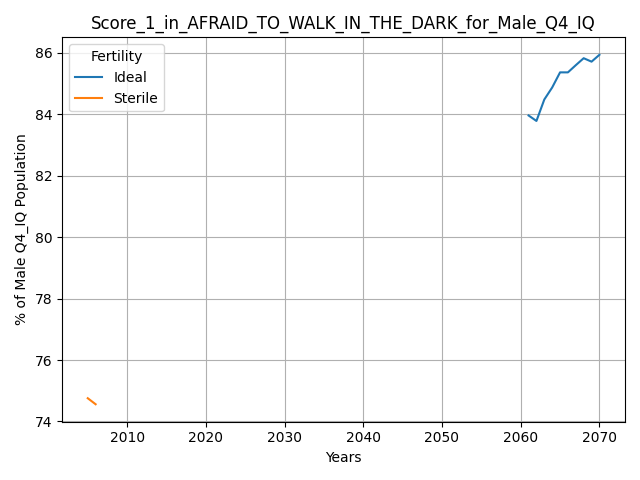 Score_1_in_AFRAID_TO_WALK_IN_THE_DARK_for_Male_Q4_IQ
Fertility
Ideal
Sterile
% of Male Q4_IQ Population
86
84
82
80
78
76
74
2010
2020
2030
2040
2050
2060
2070
Years